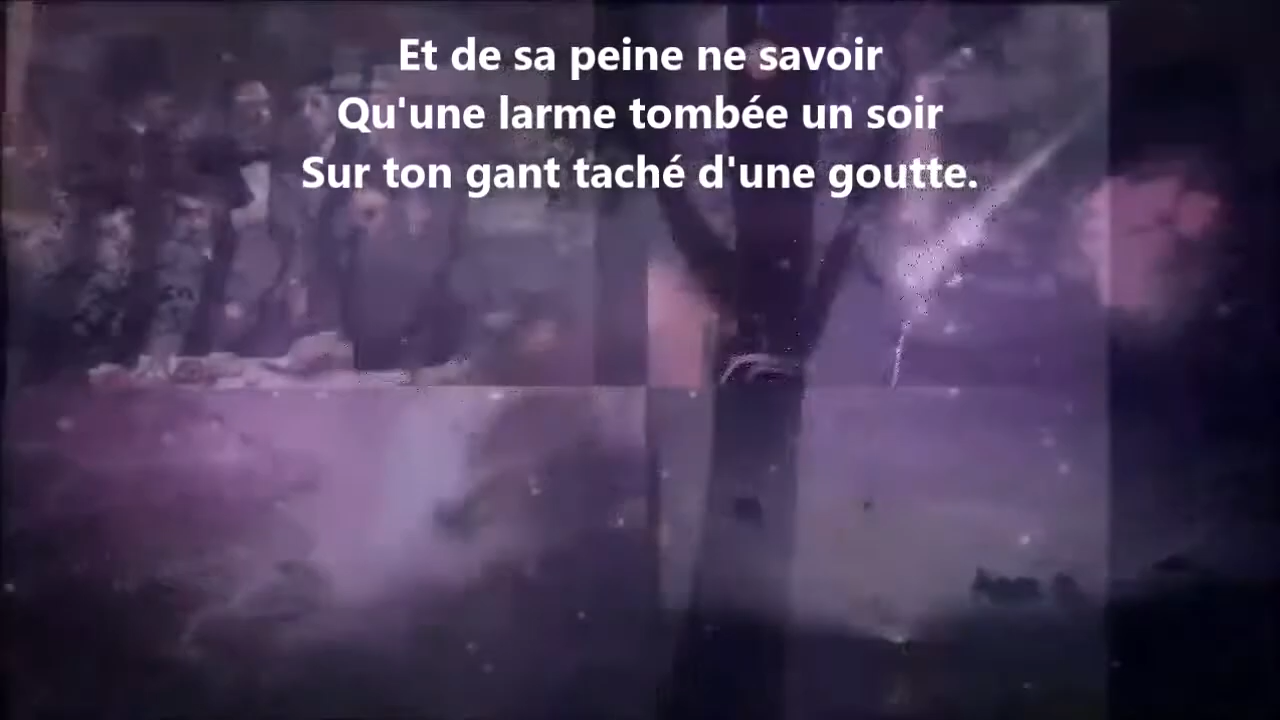 Et de sa peine ne savoir
Qu'une larme tombée un soir
Sur ton gant taché d'une goutte.